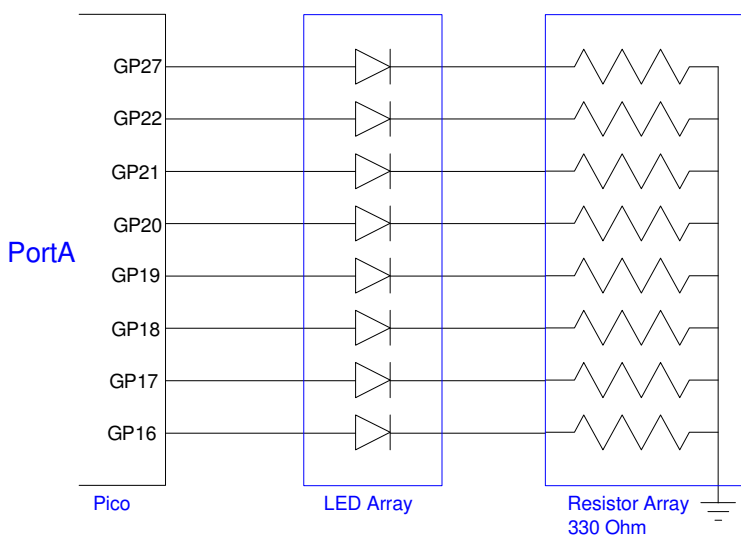 GP27
GP22
GP21
GP20
PortA
GP19
GP18
GP17
GP16
Pico
LED Array
Resistor Array
330 Ohm